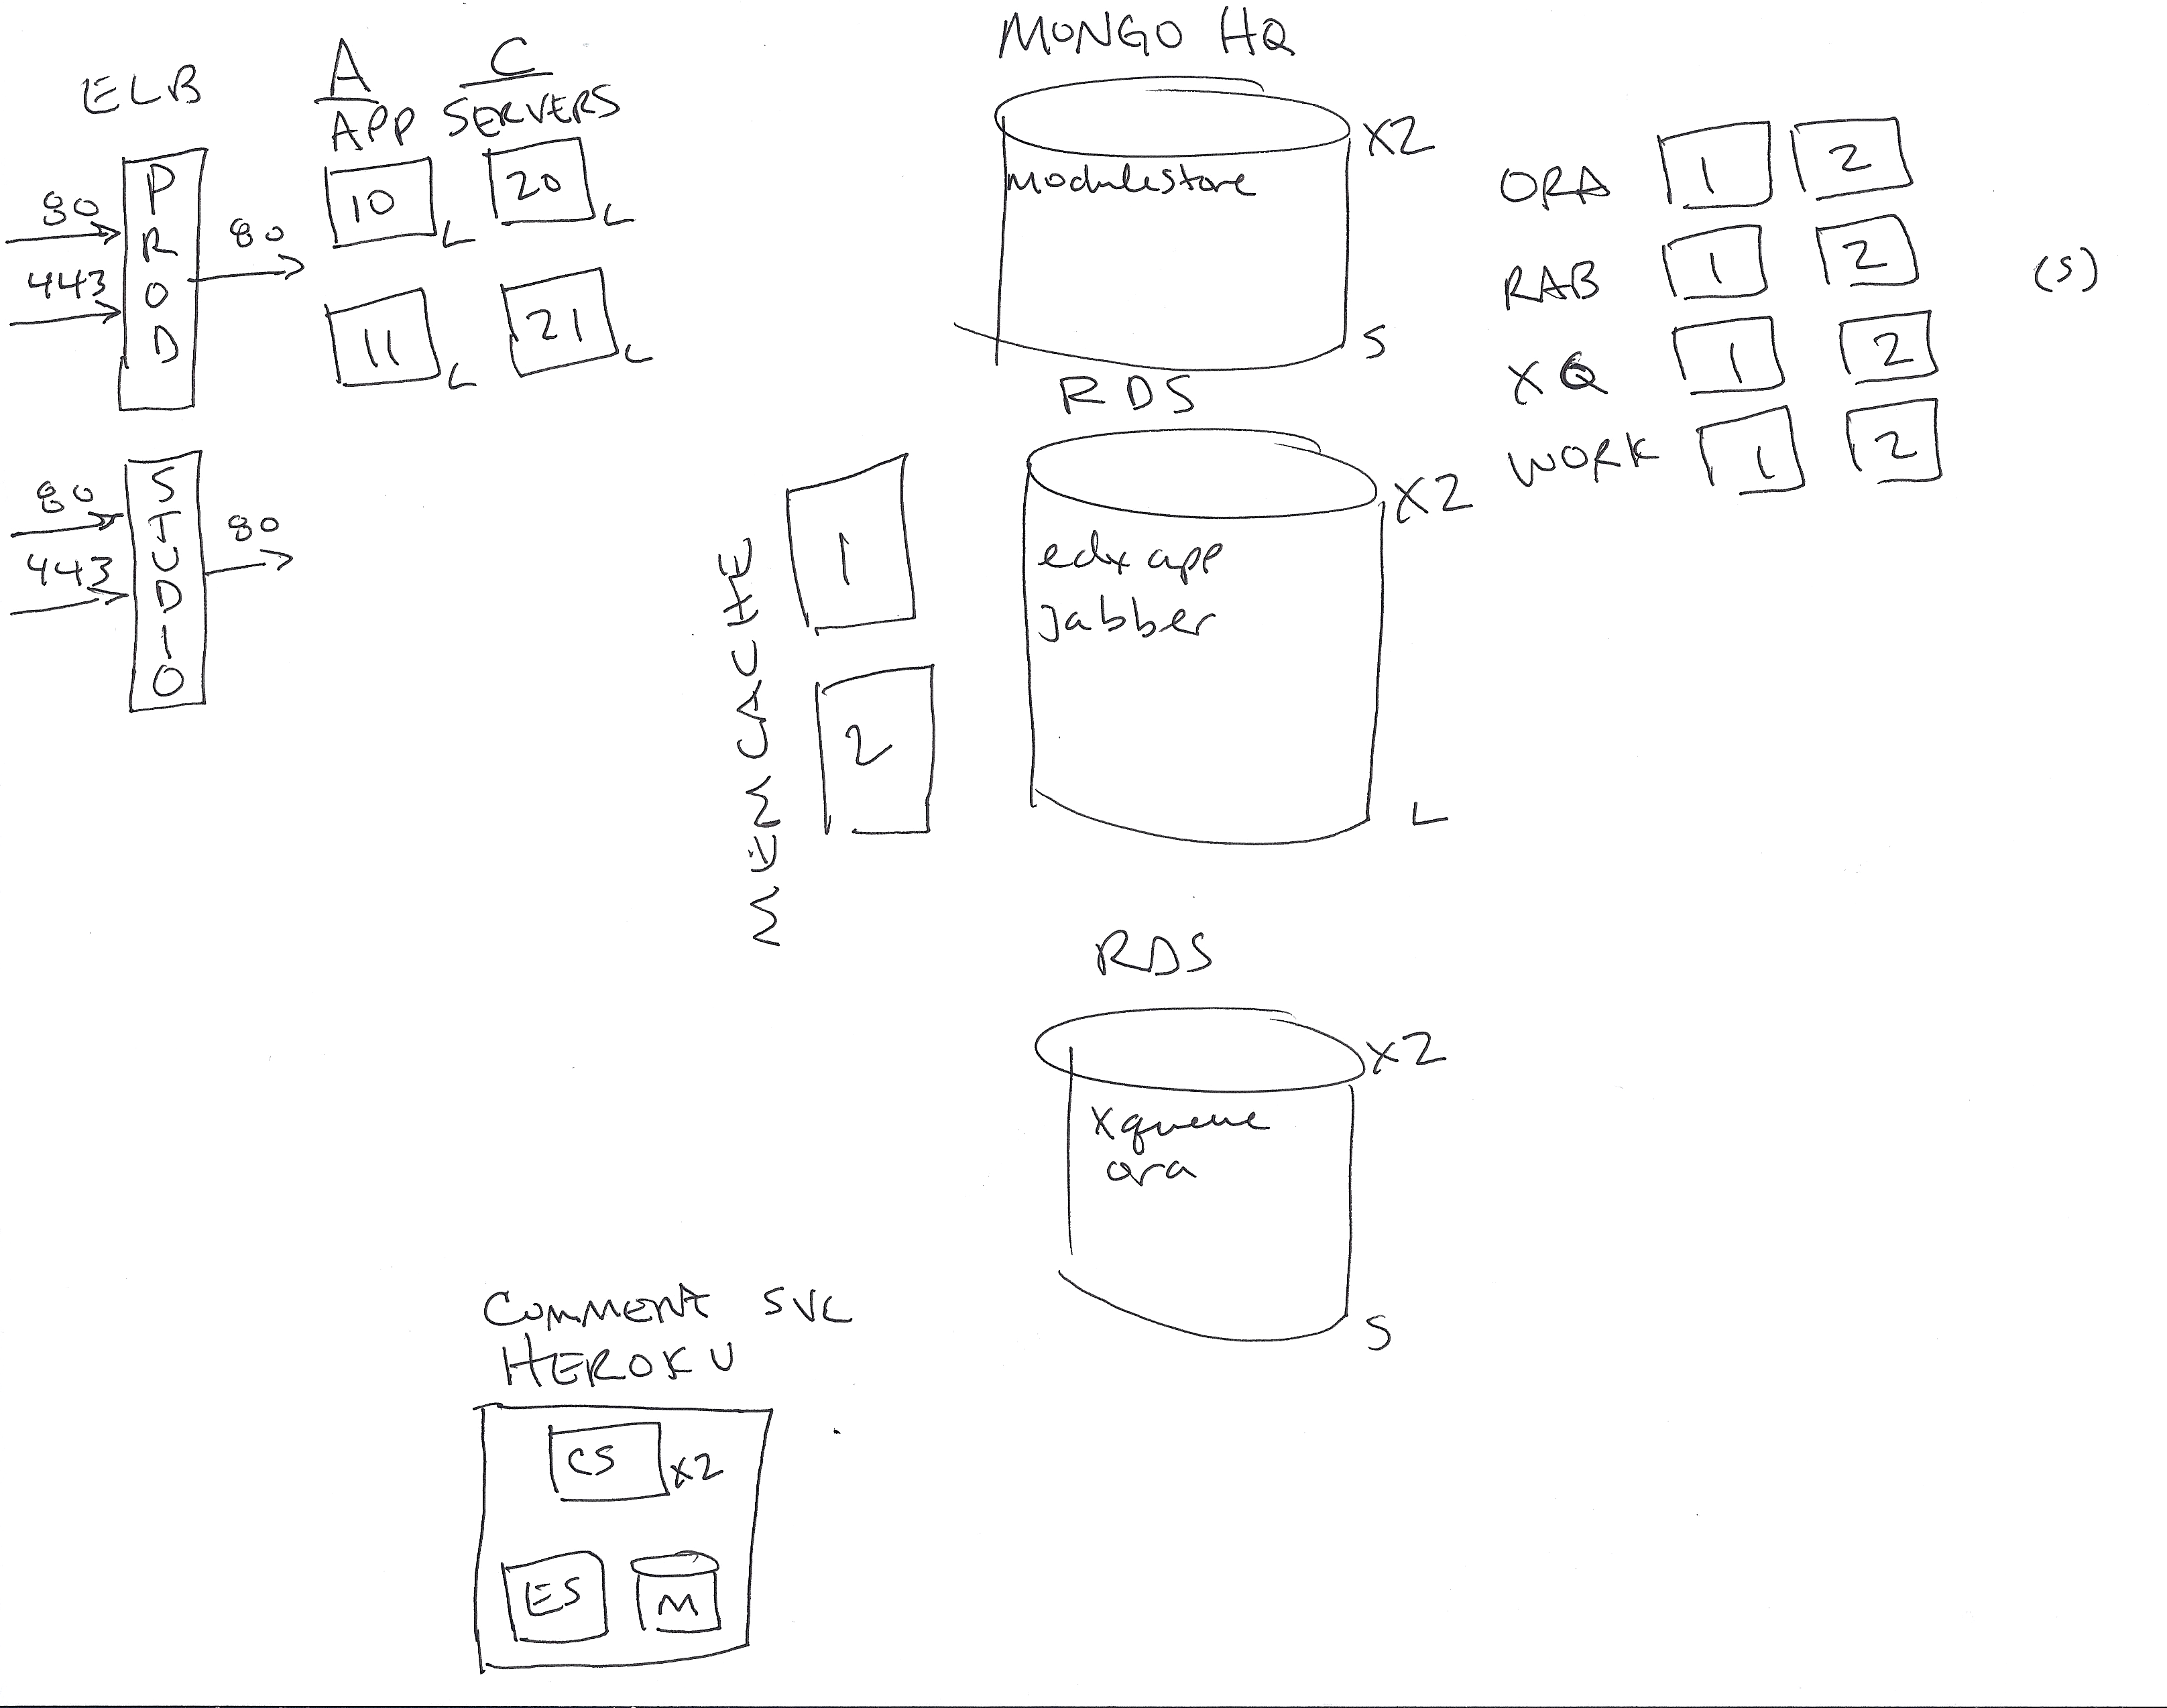 ELB
PROD
80
443
80
STUDIO
80
443
80
A C
APP SERVERS
10 L 20 L
11 L 21 L
MEMCACHE
1
2
MONGO HQ
X2
modulestore
S
RDS
X2
edxapp
jabber
L
RDS
X2
xqueue
ora
S
ORA 1 2
RAB 1 2 (S)
XQ 1 2
WORK 1 2
COMMENT SVC
HEROKU
CS X2
ES M